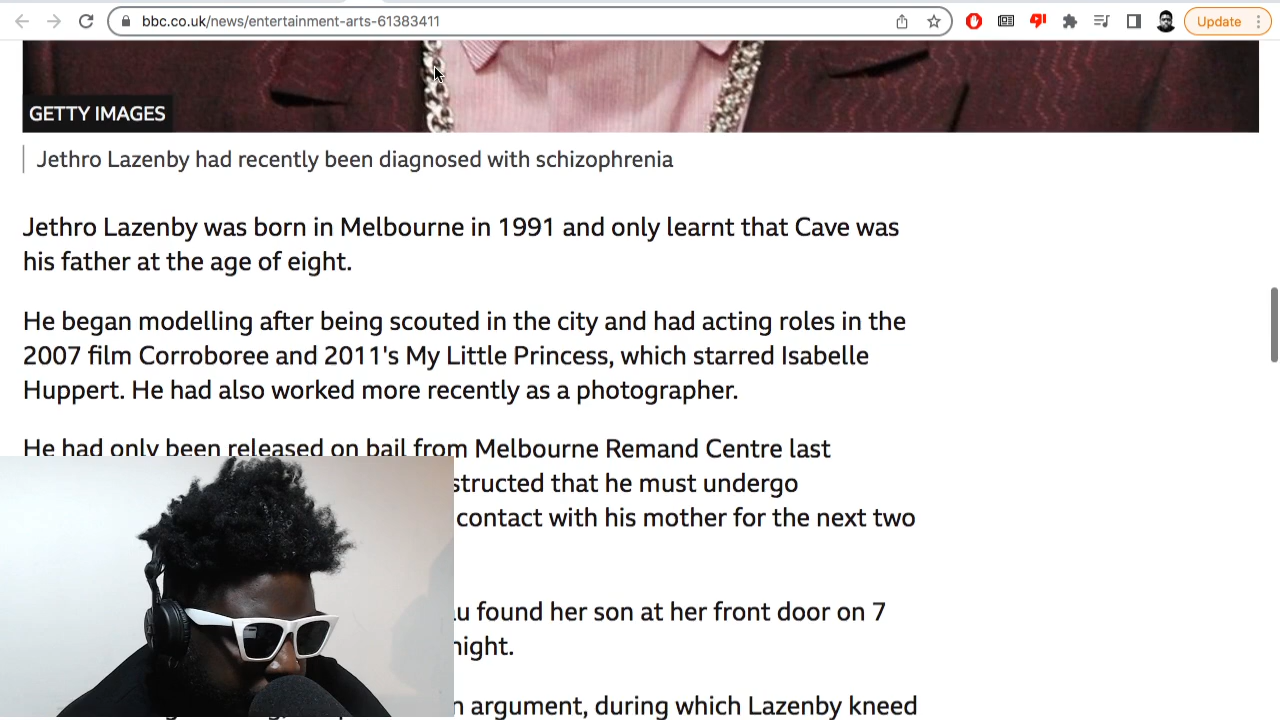 bbc.co.uk/news/entertainment-arts-61383411
Update
GETTY IMAGES
Jethro Lazenby had recently been diagnosed with schizophrenia
Jethro Lazenby was born in Melbourne in 1991 and only learnt that Cave was
his father at the age of eight.
He began modelling after being scouted in the city and had acting roles in the
2007 film Corroboree and 2011's My Little Princess, which starred Isabelle
Huppert. He had also worked more recently as a photographer.
He had only been released on bail from Melbourne Remand Centre last
structed that he must undergo
contact with his mother for the next two
u found her son at her front door on 7
night.
n argument, during which Lazenby kneed